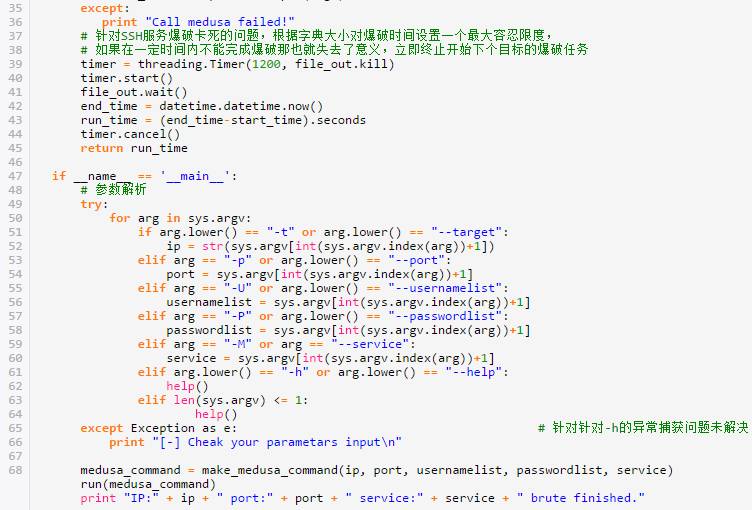 35 except:
36 print "Call medusa failed!"
37 # 针对SSH服务爆破卡死的问题，根据字典大小对爆破时间设置一个最大容忍限度，
38 # 如果在一定时间内不能完成爆破那也就失去了意义，立即终止开始下个目标的爆破任务
39 timer = threading.Timer(1200, file_out.kill)
40 timer.start()
41 file_out.wait()
42 end_time = datetime.datetime.now()
43 run_time = (end_time-start_time).seconds
44 timer.cancel()
45 return run_time
46
47 if __name__ == '__main__':
48 # 参数解析
49 try:
50 for arg in sys.argv:
51 if arg.lower() == "-t" or arg.lower() == "--target":
52 ip = str(sys.argv[int(sys.argv.index(arg))+1])
53 elif arg == "-p" or arg.lower() == "--port":
54 port = sys.argv[int(sys.argv.index(arg))+1]
55 elif arg == "-U" or arg.lower() == "--usernamelist":
56 usernamelist = sys.argv[int(sys.argv.index(arg))+1]
57 elif arg == "-P" or arg.lower() == "--passwordlist":
58 passwordlist = sys.argv[int(sys.argv.index(arg))+1]
59 elif arg == "-M" or arg == "--service":
60 service = sys.argv[int(sys.argv.index(arg))+1]
61 elif arg.lower() == "-h" or arg.lower() == "--help":
62 help()
63 elif len(sys.argv) <= 1:
64 help()
65 except Exception as e: # 针对针对-h的异常捕获问题未解决
66 print "[-] Cheak your parametars input\n"
67
68 medusa_command = make_medusa_command(ip, port, usernamelist, passwordlist, service)
run(medusa_command)
print "IP:" + ip + " port:" + port + " service:" + service + " brute finished."